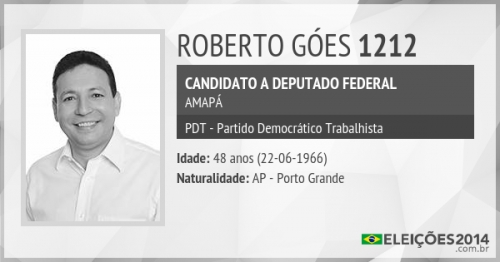 ROBERTO GÓES 1212
CANDIDATO A DEPUTADO FEDERAL
AMAPÁ
PDT - Partido Democrático Trabalhista
Idade: 48 anos (22-06-1966)
Naturalidade: AP - Porto Grande
ELEIÇÕES2014
.com.br